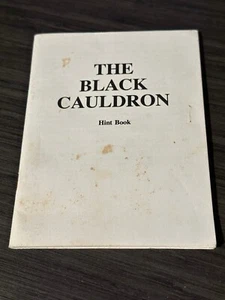 THE
BLACK
CAULDRON
Hint Book